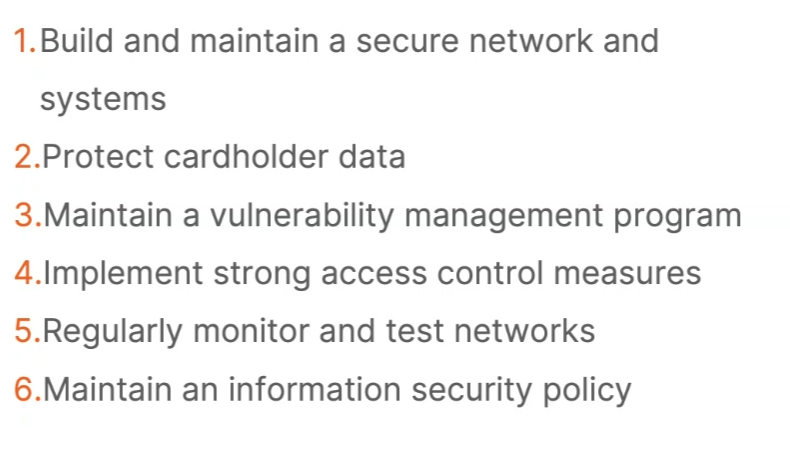 1.Build and maintain a secure network and
systems
2.Protect cardholder data
3.Maintain a vulnerability management program
4.Implement strong access control measures
5.Regularly monitor and test networks
6.Maintain an information security policy